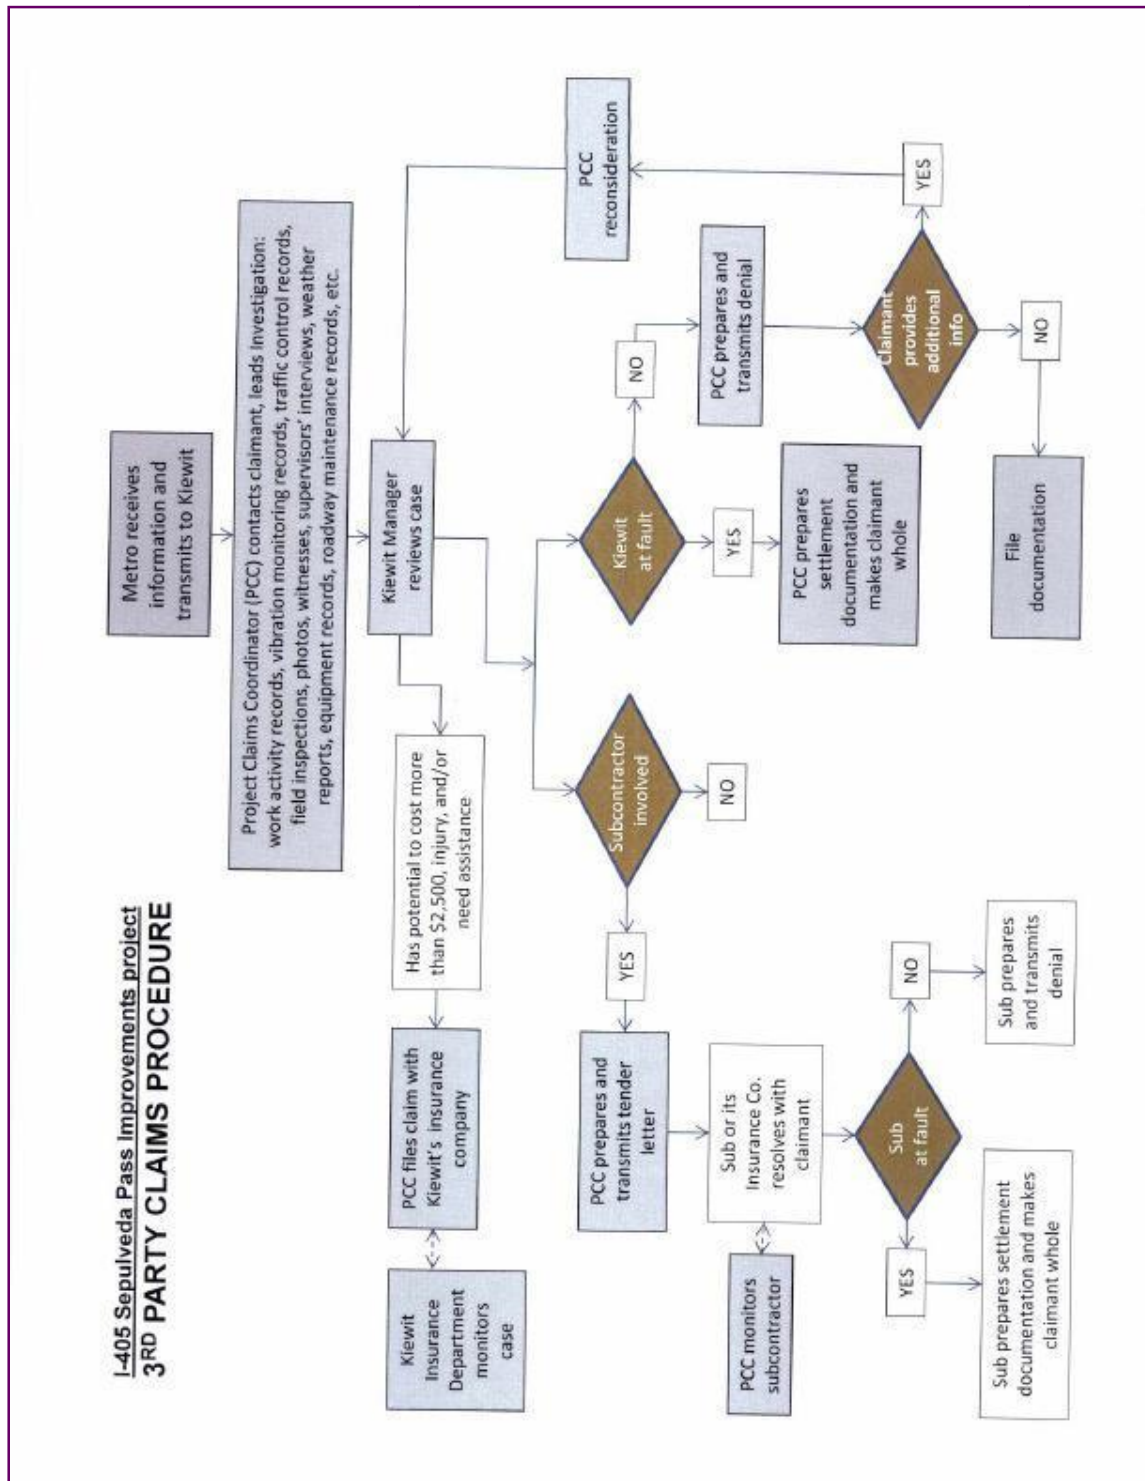 I-405 Sepulveda Pass Improvements project
3RD PARTY CLAIMS PROCEDURE
Metro receives
information and
transmits to Kiewit
Project Claims Coordinator (PCC) contacts claimant, leads Investigation:
work activity records, vibration monitoring records, traffic control records,
field inspections, photos, witnesses, supervisors' interviews, weather
reports, equipment records, roadway maintenance records, etc.
Kiewit Manager
reviews case
Has potential to cost more
than $2,500, injury, and/or
need assistance
PCC files claim with
Kiewit's insurance
company
Kiewit
Insurance
Department
monitors
case
PCC
reconsideration
Subcontractor
involved
YES
NO
Kiewit
at fault
NO
YES
PCC prepares and
transmits tender
letter
Sub or its
Insurance Co.
resolves with
claimant
PCC monitors
subcontractor
Sub
at fault
YES
NO
Sub prepares settlement
documentation and makes
claimant whole
Sub prepares
and transmits
denial
PCC prepares
settlement
documentation and
makes claimant
whole
PCC prepares and
transmits denial
Claimant
provides
additional
info
YES
NO
File
documentation